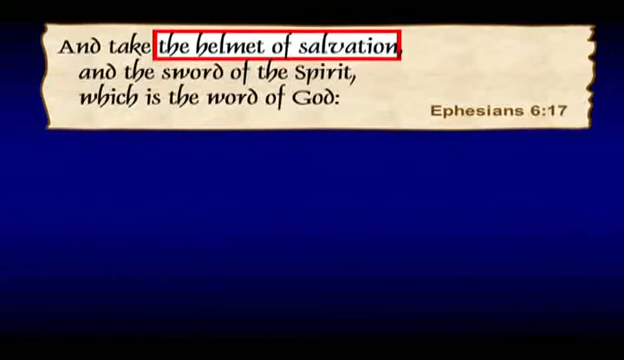 And take the helmet of salvation,
and the sword of the Spirit,
which is the word of God:
Ephesians 6:17